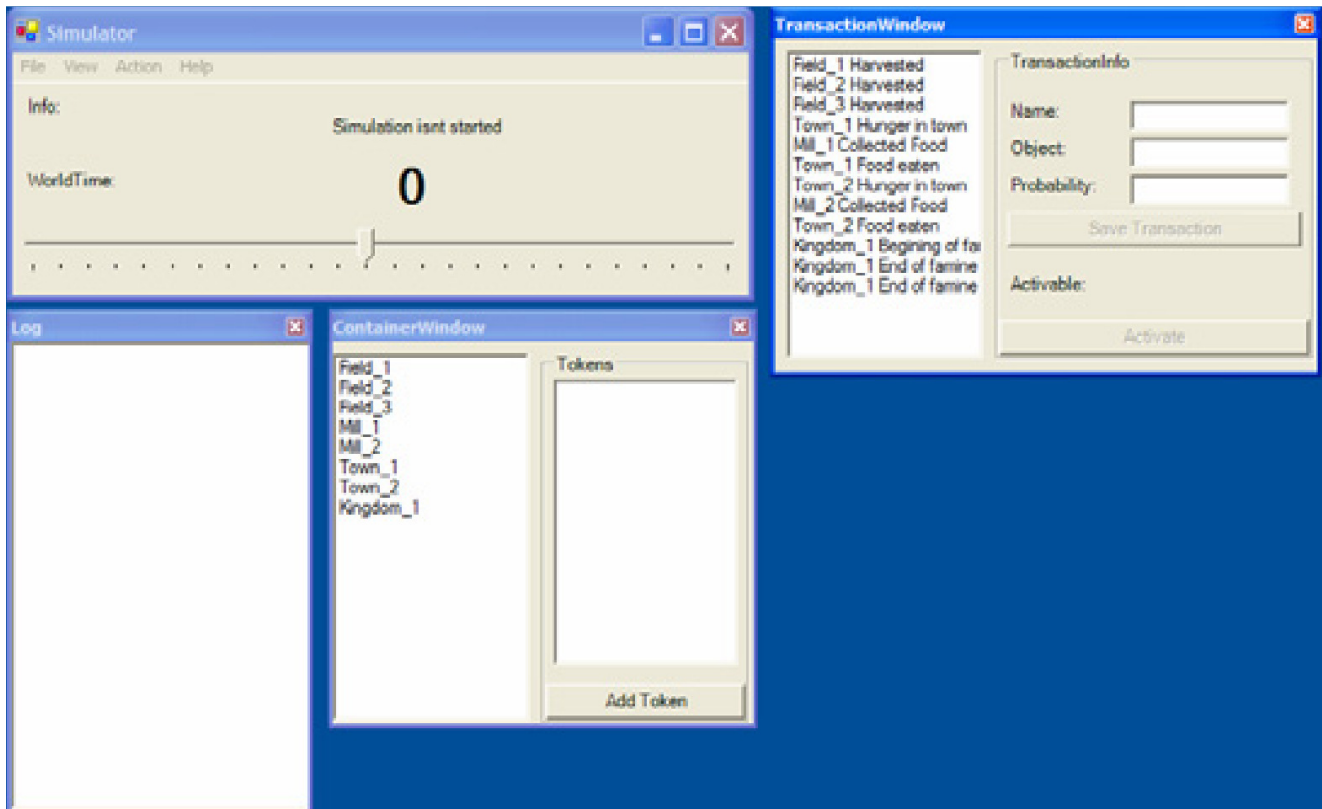 Simulator
File View Action Help
Info:
Simulation isnt started
WorldTime:
0
TransactionWindow
Field_1 Harvested
Field_2 Harvested
Field_3 Harvested
Town_1 Hunger in town
Mill_1 Collected Food
Town_1 Food eaten
Town_2 Hunger in town
Mill_2 Collected Food
Town_2 Food eaten
Kingdom_1 Begining of fa
Kingdom_1 End of famine
Kingdom_1 End of famine
TransactionInfo
Name:
Object:
Probability:
Save Transaction
Activable:
Activate
Log
ContainerWindow
Field_1
Field_2
Field_3
Mill_1
Mill_2
Town_1
Town_2
Kingdom_1
Tokens
Add Token